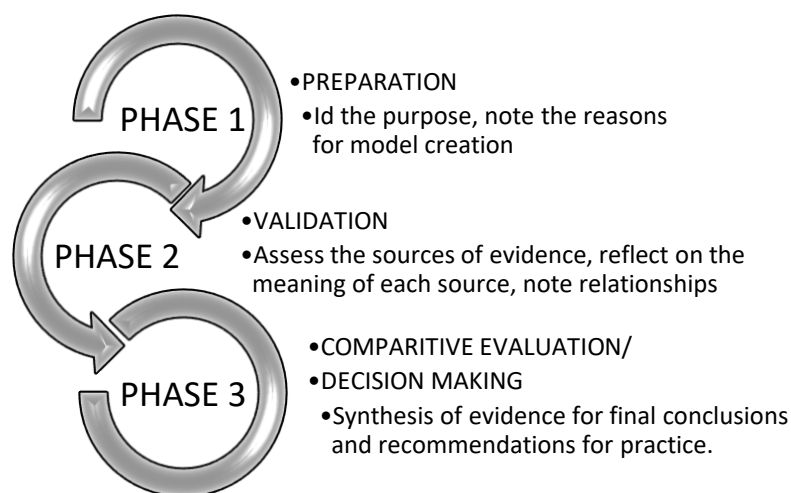 PHASE 1
•PREPARATION
•Id the purpose, note the reasons
for model creation
PHASE 2
•VALIDATION
•Assess the sources of evidence, reflect on the
meaning of each source, note relationships
PHASE 3
•COMPARITIVE EVALUATION/
•DECISION MAKING
•Synthesis of evidence for final conclusions
and recommendations for practice.